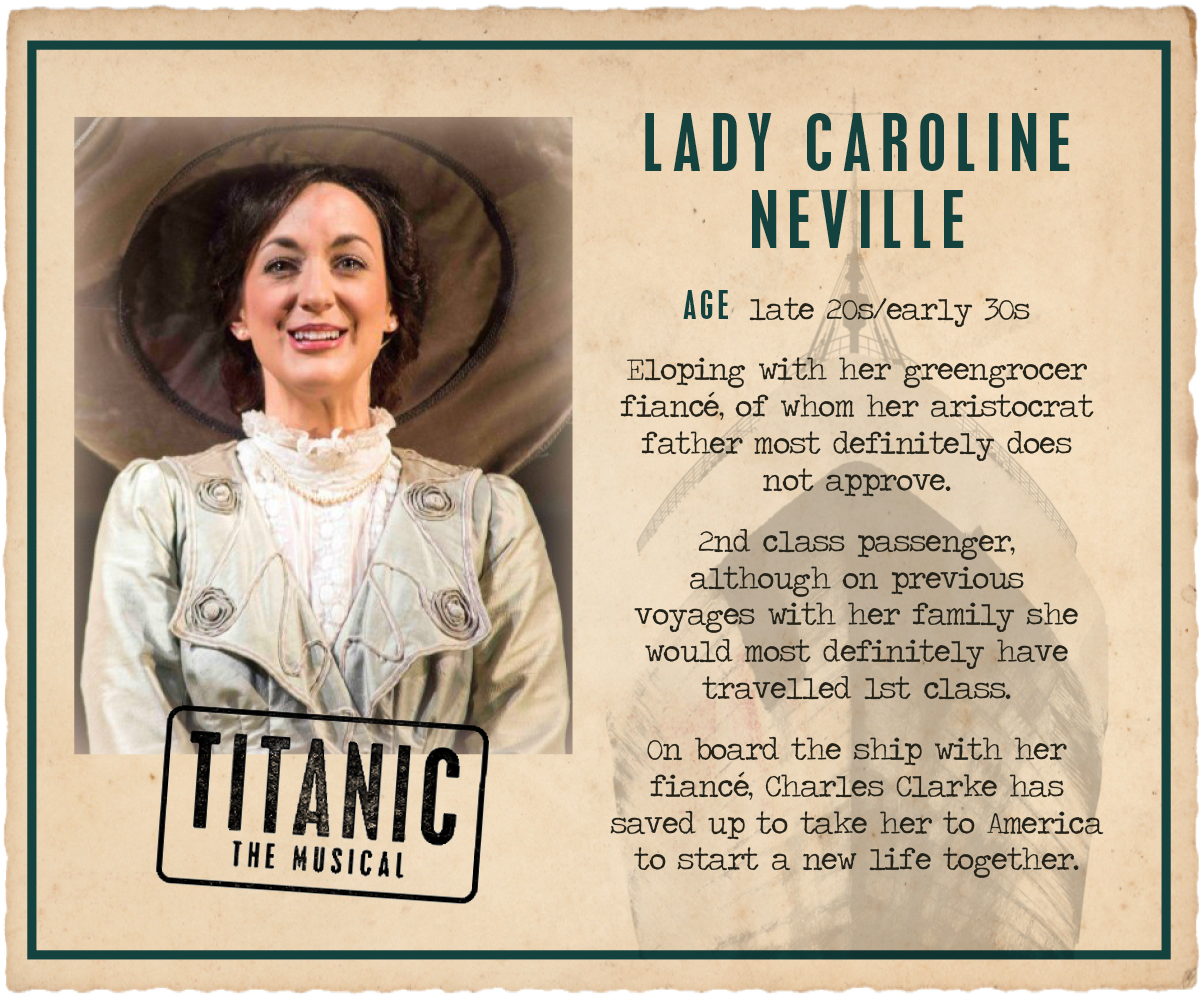 LADY CAROLINE
NEVILLE
AGE late 20s/early 30s
Eloping with her greengrocer
fiancé, of whom her aristocrat
father most definitely does
not approve.
2nd class passenger,
although on previous
voyages with her family she
would most definitely have
travelled 1st class.
On board the ship with her
fiancé, Charles Clarke has
saved up to take her to America
to start a new life together.
TITANIC
THE MUSICAL